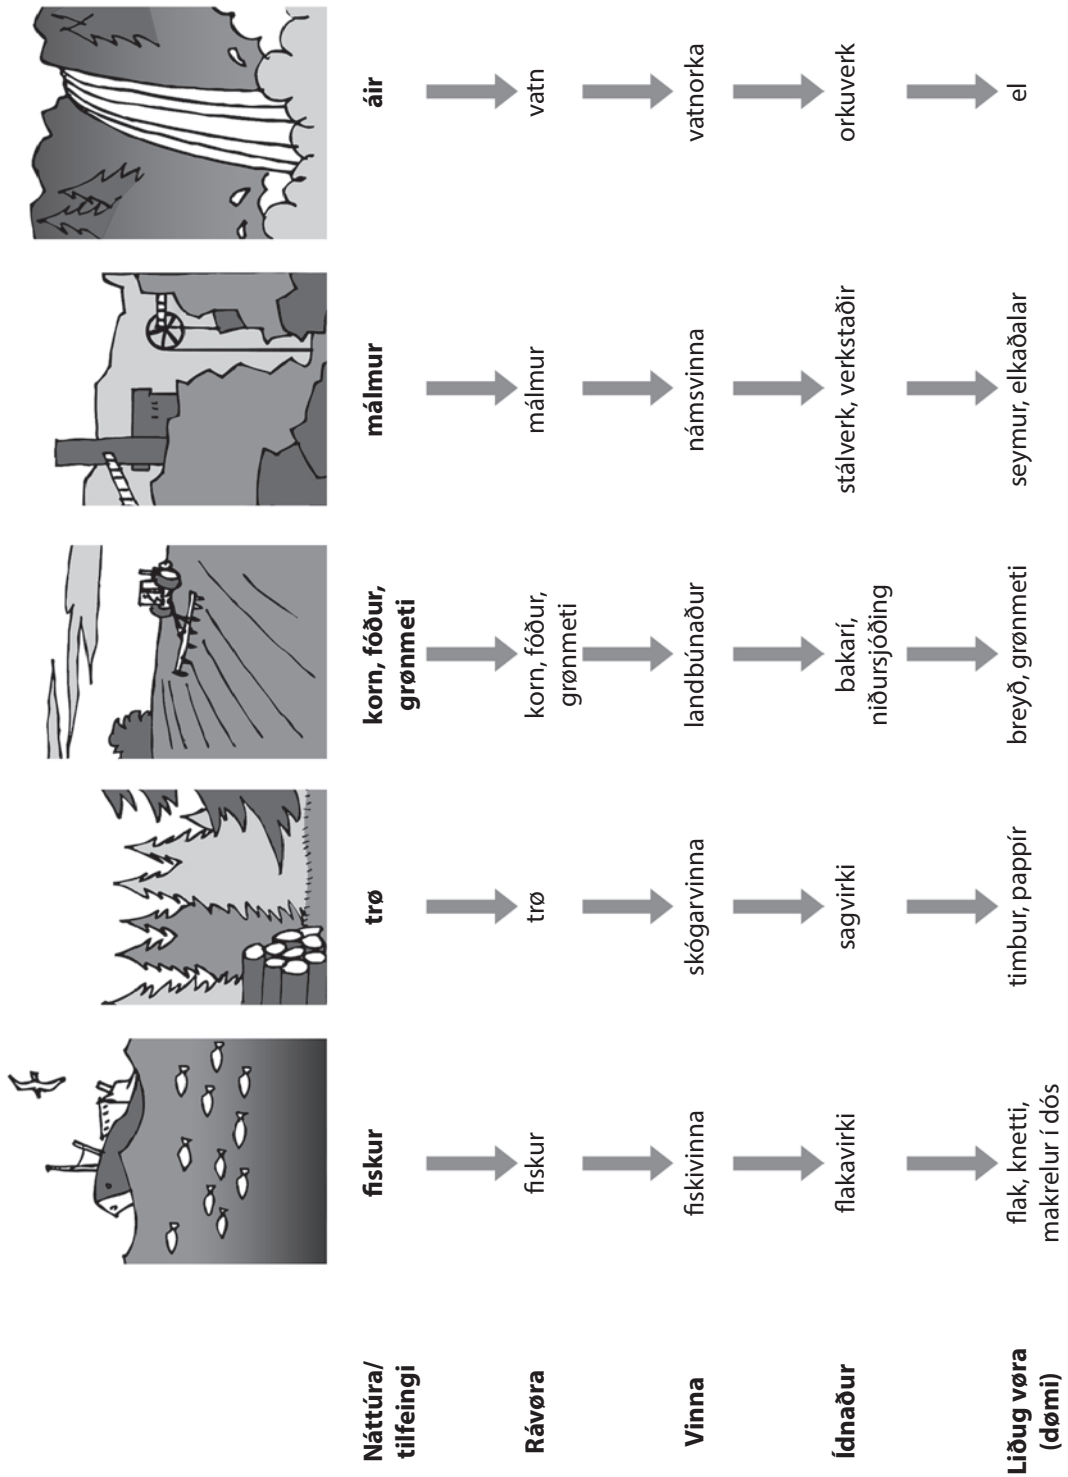 Náttúra/
tilfeingi
fiskur
trø
korn, fóður,
grønmeti
málmur
áir
Rávøra
fiskur
trø
korn, fóður,
grønmeti
málmur
vatn
Vinna
fiskivinna
skógarvinna
landbúnaður
námsvinna
vatnorka
Ídnaður
flakavirki
sagvirki
bakarí,
niðursjóðing
stálverk, verkstaðir
orkuverk
Liðug vøra
(dømi)
flak, knetti,
makrelur í dós
timbur, pappír
breyð, grønmeti
seymur, elkaðalar
el